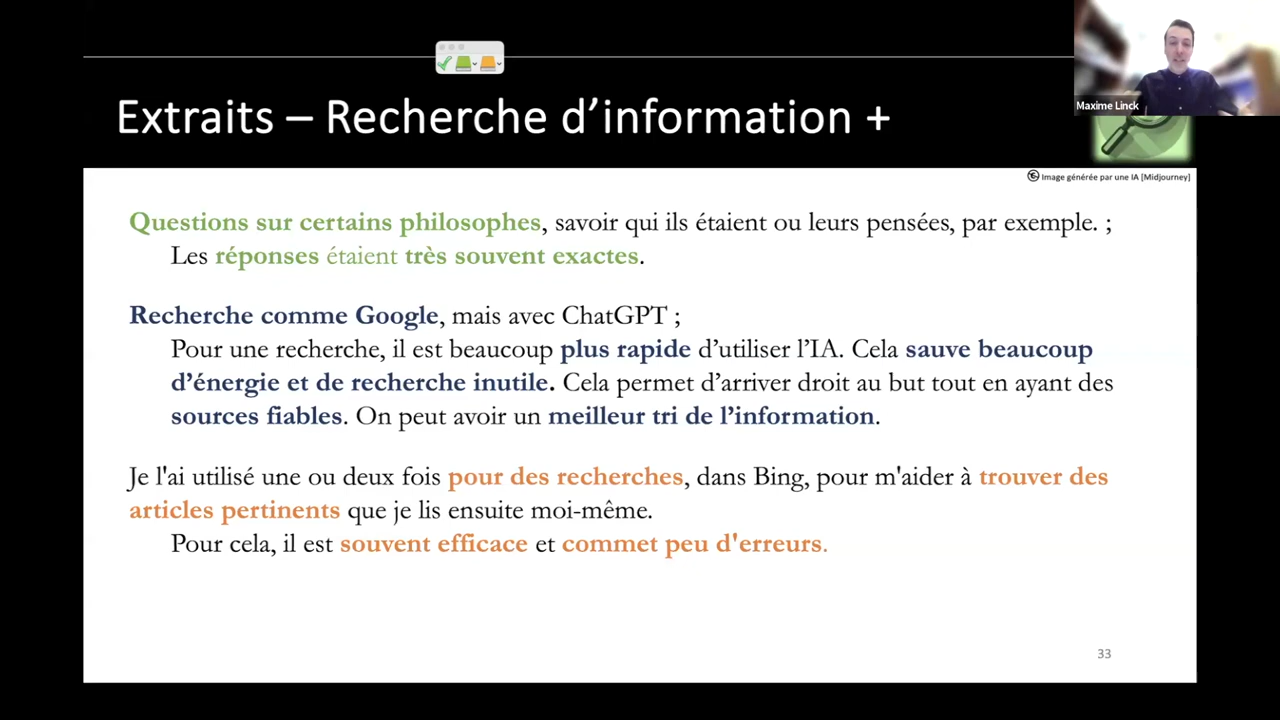 Maxime Linck
Extraits – Recherche d’information +
Image générée par une IA [Midjourney]
Questions sur certains philosophes, savoir qui ils étaient ou leurs pensées, par exemple. ;
Les réponses étaient très souvent exactes.
Recherche comme Google, mais avec ChatGPT ;
Pour une recherche, il est beaucoup plus rapide d’utiliser l’IA. Cela sauve beaucoup
d’énergie et de recherche inutile. Cela permet d’arriver droit au but tout en ayant des
sources fiables. On peut avoir un meilleur tri de l’information.
Je l'ai utilisé une ou deux fois pour des recherches, dans Bing, pour m'aider à trouver des
articles pertinents que je lis ensuite moi-même.
Pour cela, il est souvent efficace et commet peu d'erreurs.
33